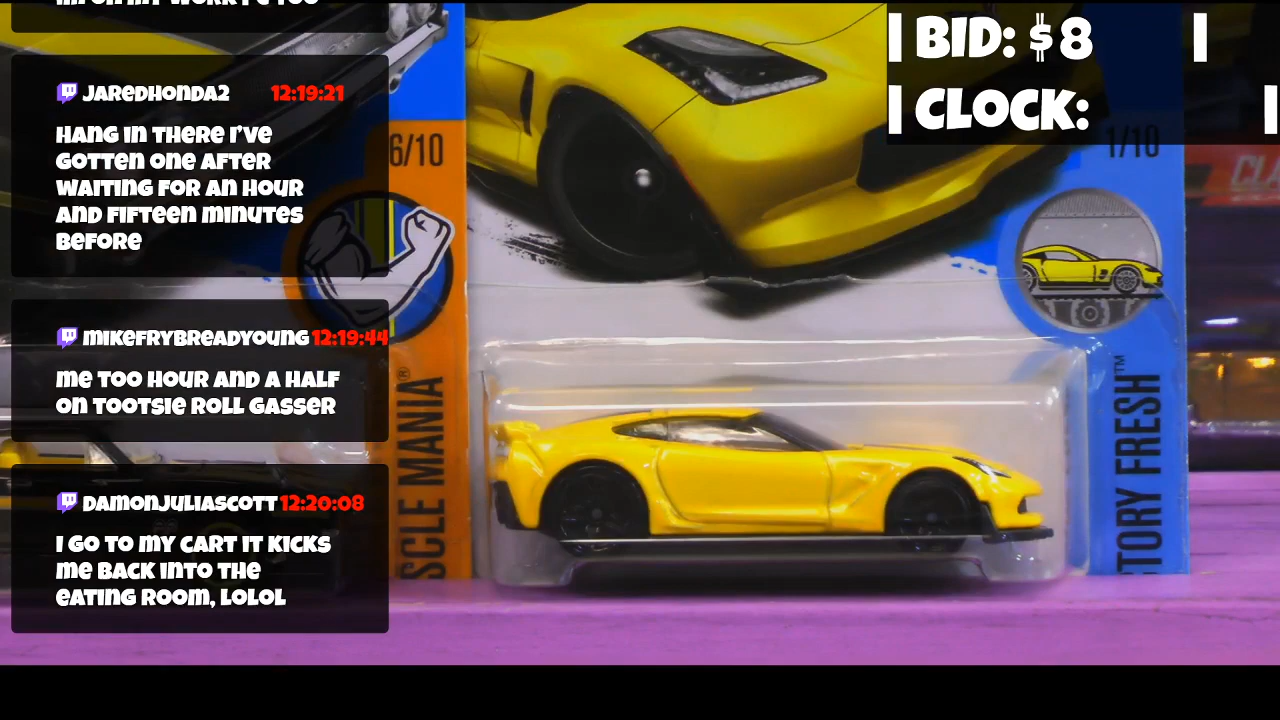 JAREDHONDA2 12:19:21
HANG IN THERE I'VE
GOTTEN ONE AFTER
WAITING FOR AN HOUR
AND FIFTEEN MINUTES
BEFORE
MIKEFRYBREADYOUNG 12:19:44
ME TOO HOUR AND A HALF
ON TOOTSIE ROLL GASSER
DAMONJULIASCOTT 12:20:08
I GO TO MY CART IT KICKS
ME BACK INTO THE
EATING ROOM, LOLOL
| BID: $8 |
| CLOCK: |
6/10
1/10
SCLE MANIA®
TORY FRESH™
CLA